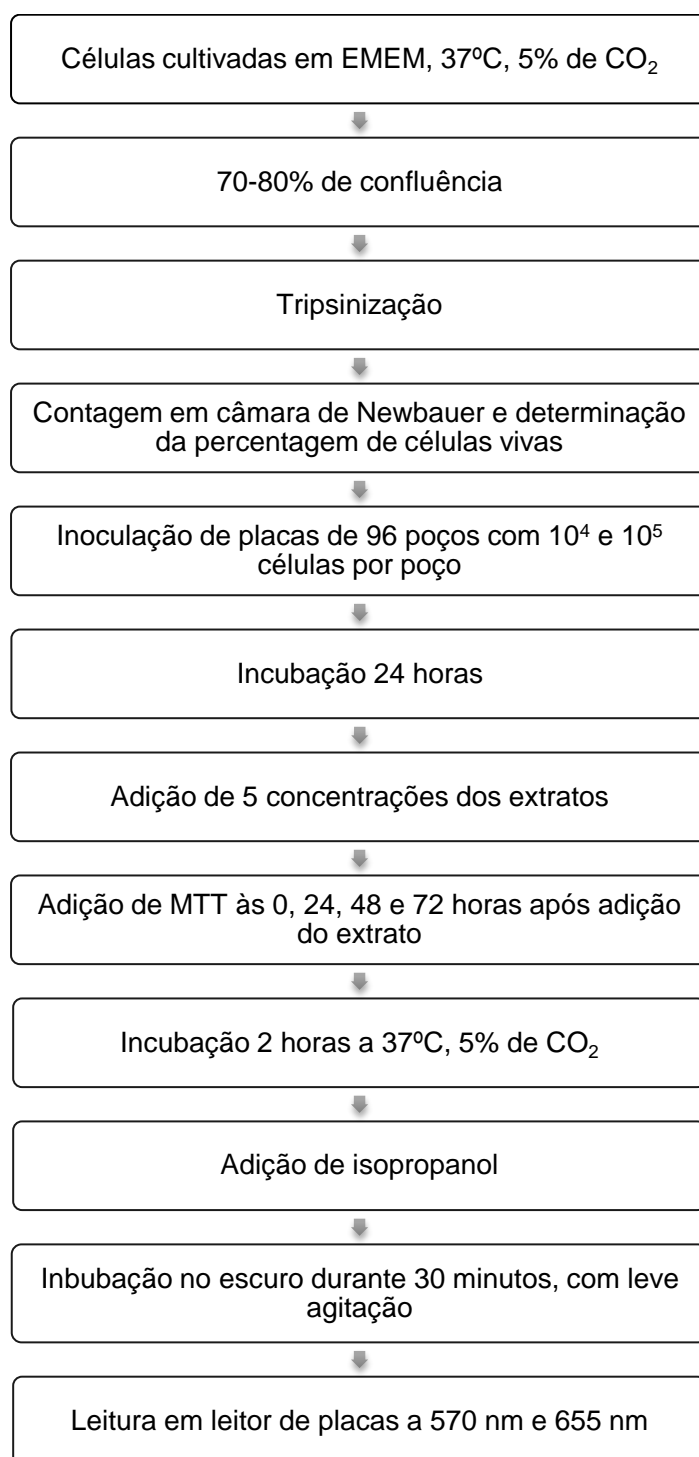 Células cultivadas em EMEM, 37ºC, 5% de CO₂
70-80% de confluência
Tripsinização
Contagem em câmara de Newbauer e determinação
da percentagem de células vivas
Inoculação de placas de 96 poços com 10⁴ e 10⁵
células por poço
Incubação 24 horas
Adição de 5 concentrações dos extratos
Adição de MTT às 0, 24, 48 e 72 horas após adição
do extrato
Incubação 2 horas a 37ºC, 5% de CO₂
Adição de isopropanol
Inbubação no escuro durante 30 minutos, com leve
agitação
Leitura em leitor de placas a 570 nm e 655 nm